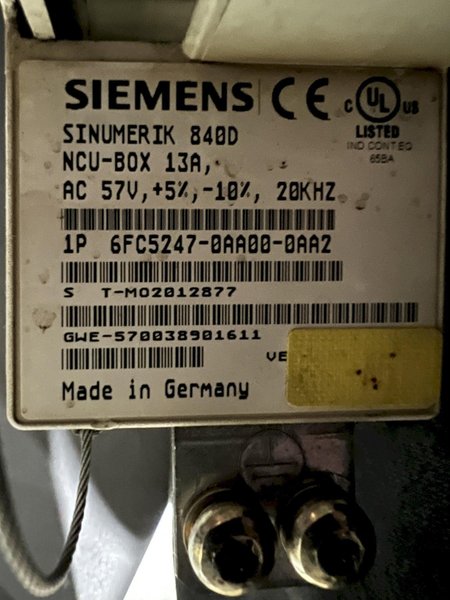 SIEMENS CE
C UL US
LISTED
IND CONT EQ
65BA
SINUMERIK 840D
NCU-BOX 13A,
AC 57V,+5%,-10%, 20KHZ
1P 6FC5247-0AA00-0AA2
S T-MO2012877
GWE-570038901611
VE
Made in Germany